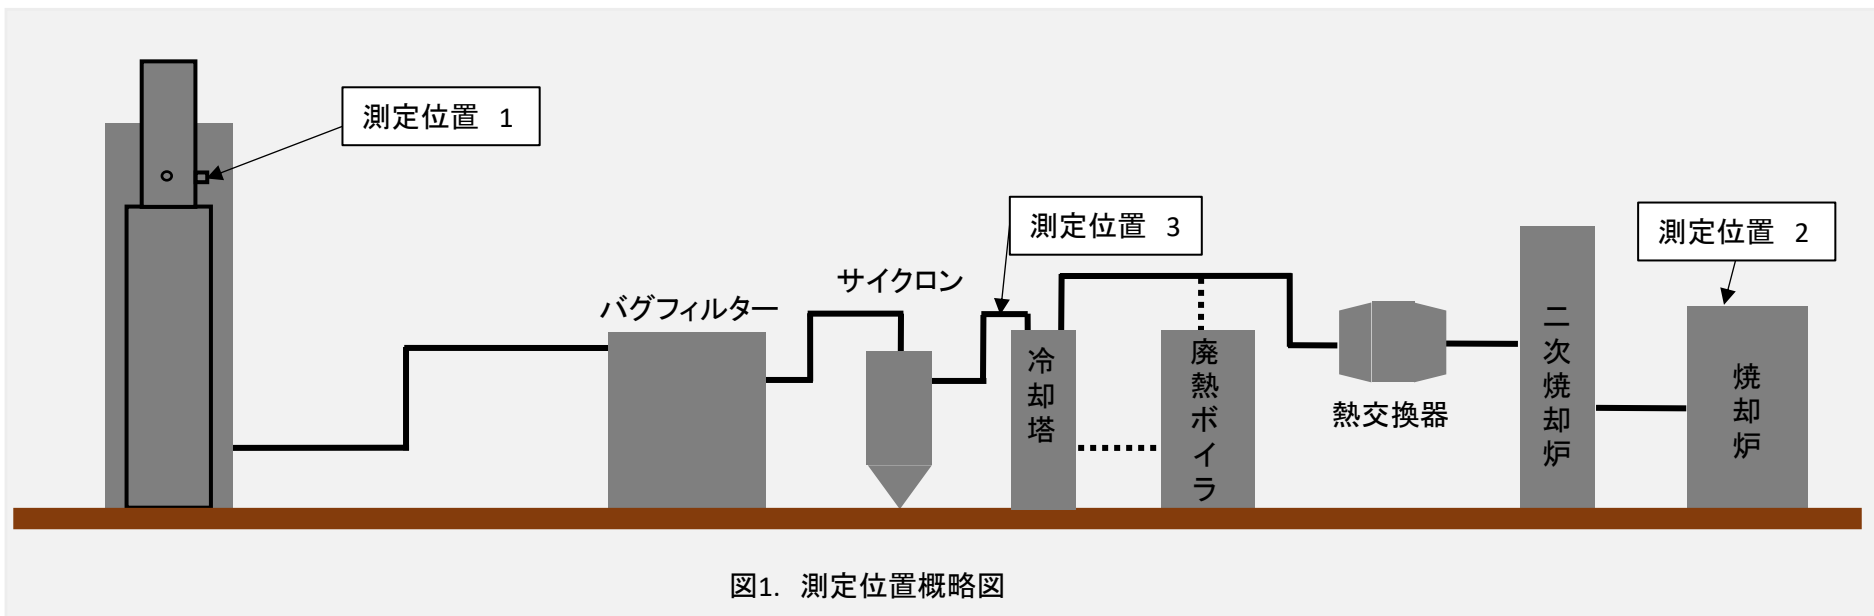 測定位置 1
測定位置 3
測定位置 2
サイクロン
バグフィルター
冷却塔
廃熱ボイラ
熱交換器
二次焼却炉
焼却炉
図1. 測定位置概略図